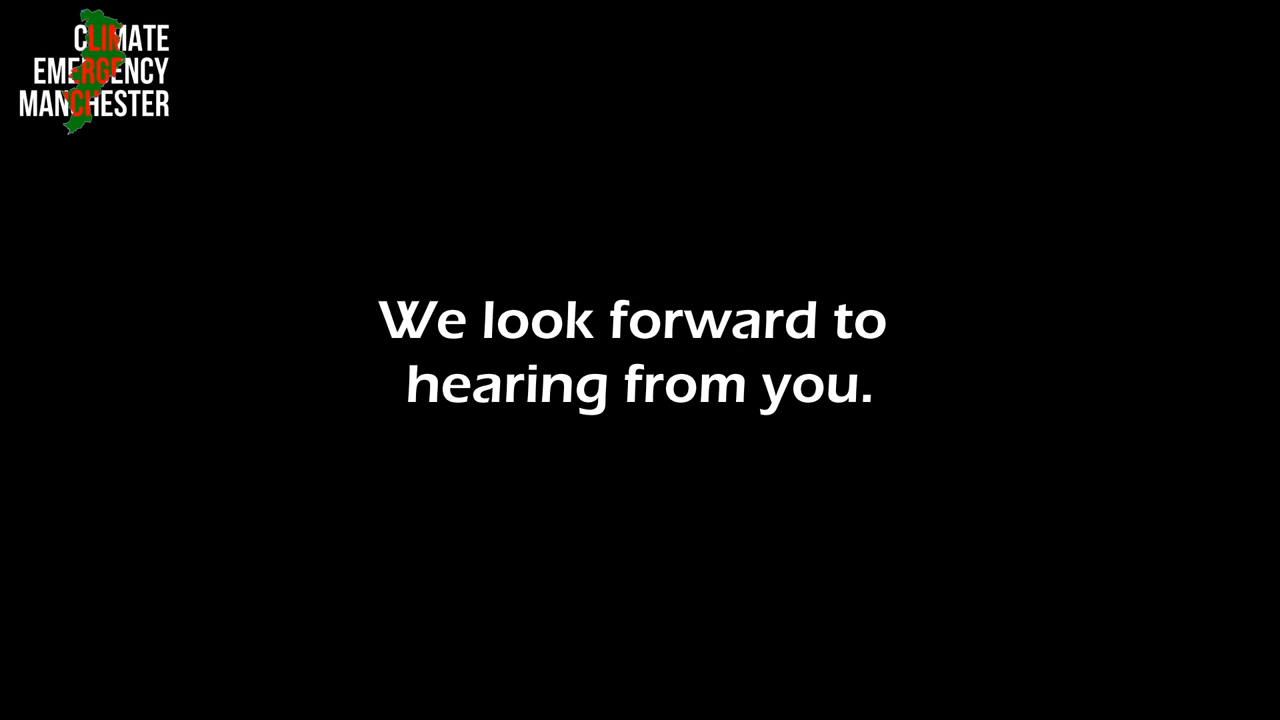 CLIMATE
EMERGENCY
MANCHESTER
We look forward to
hearing from you.